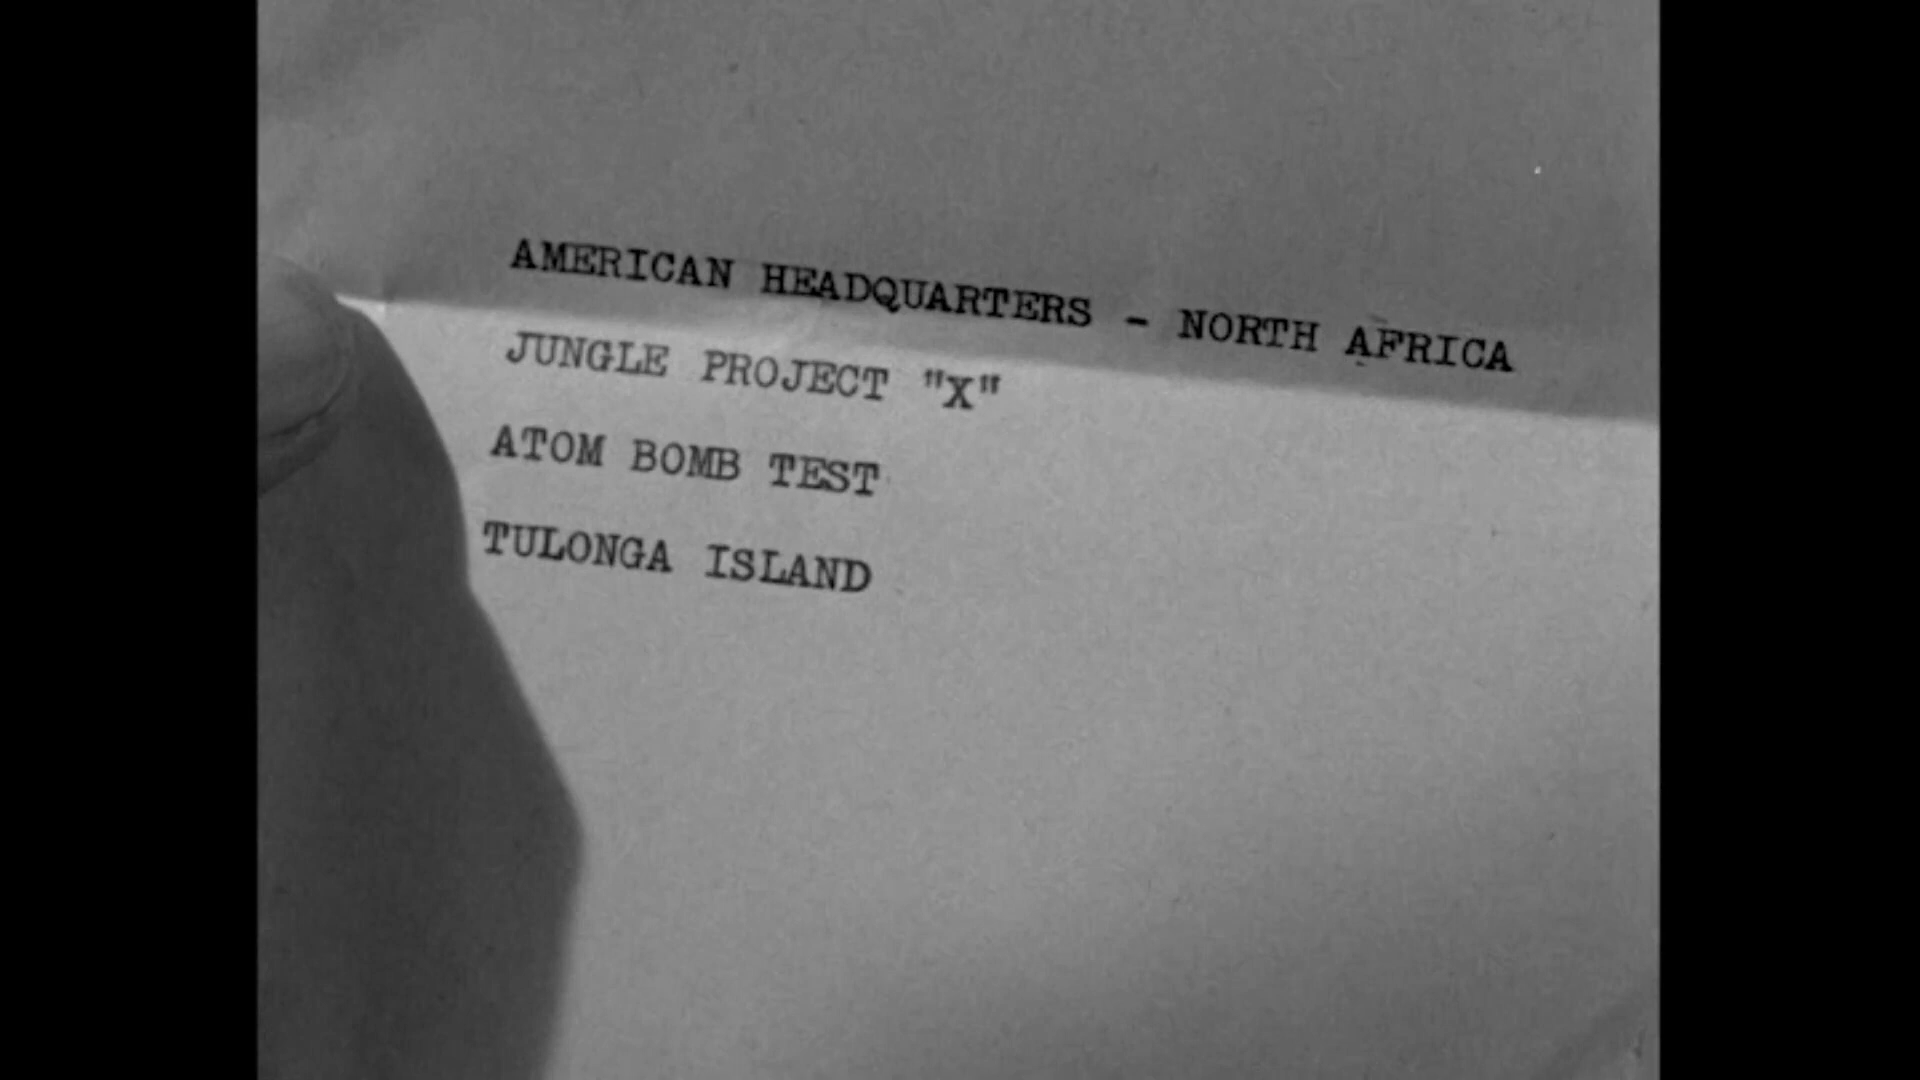 AMERICAN HEADQUARTERS - NORTH AFRICA
JUNGLE PROJECT "X"
ATOM BOMB TEST
TULONGA ISLAND